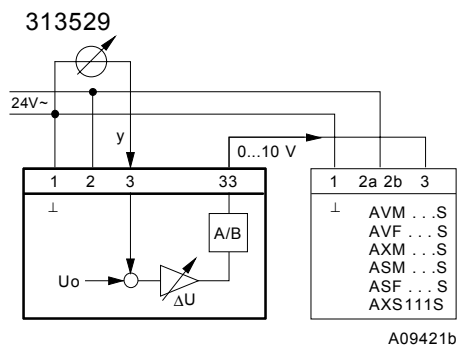 313529
24V~
y
0...10 V
1 2 3 33
1 2a 2b 3
⊥
⊥
A/B
Uo
ΔU
AVM ...S
AVF ...S
AXM ...S
ASM ...S
ASF ...S
AXS111S
A09421b